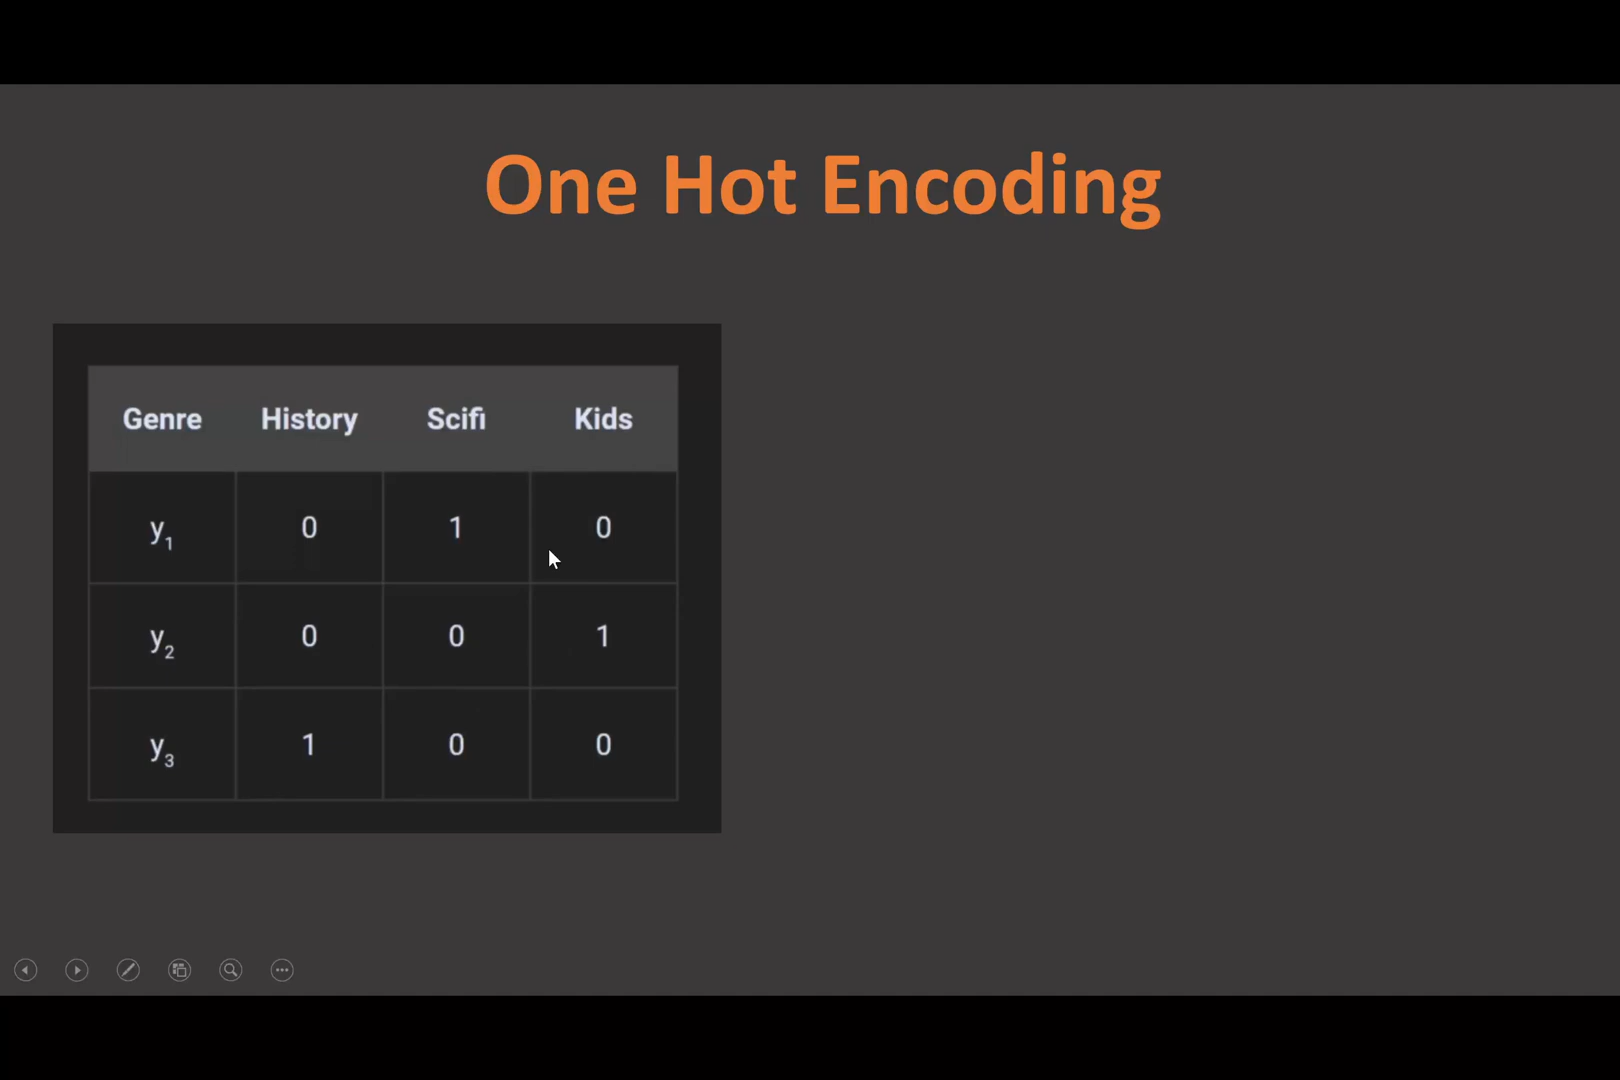 One Hot Encoding
Genre History Scifi Kids
y₁ 0 1 0
y₂ 0 0 1
y₃ 1 0 0